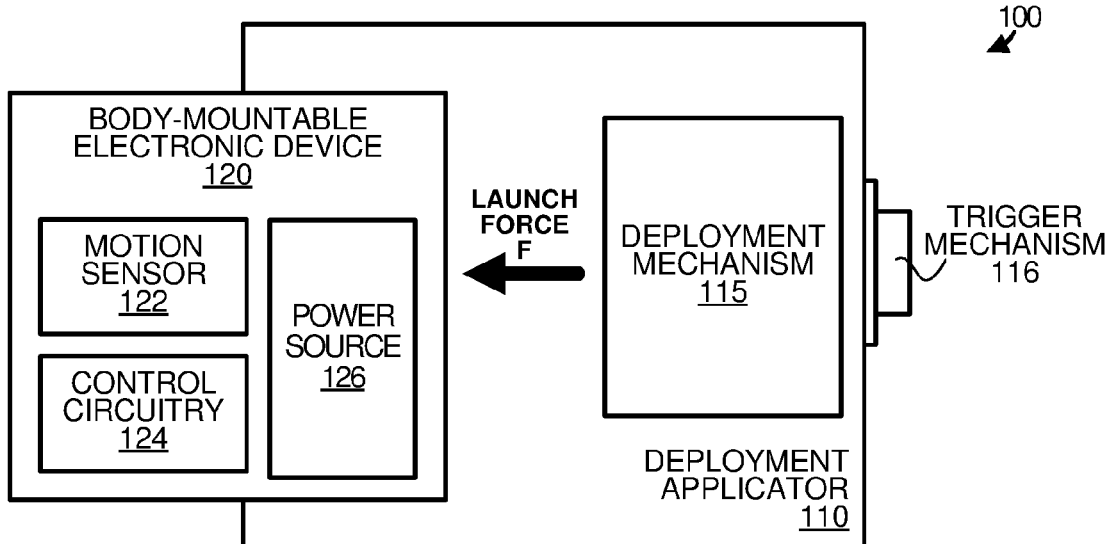 100
BODY-MOUNTABLE
ELECTRONIC DEVICE
120
MOTION
SENSOR
122
CONTROL
CIRCUITRY
124
POWER
SOURCE
126
LAUNCH
FORCE
F
DEPLOYMENT
MECHANISM
115
TRIGGER
MECHANISM
116
DEPLOYMENT
APPLICATOR
110